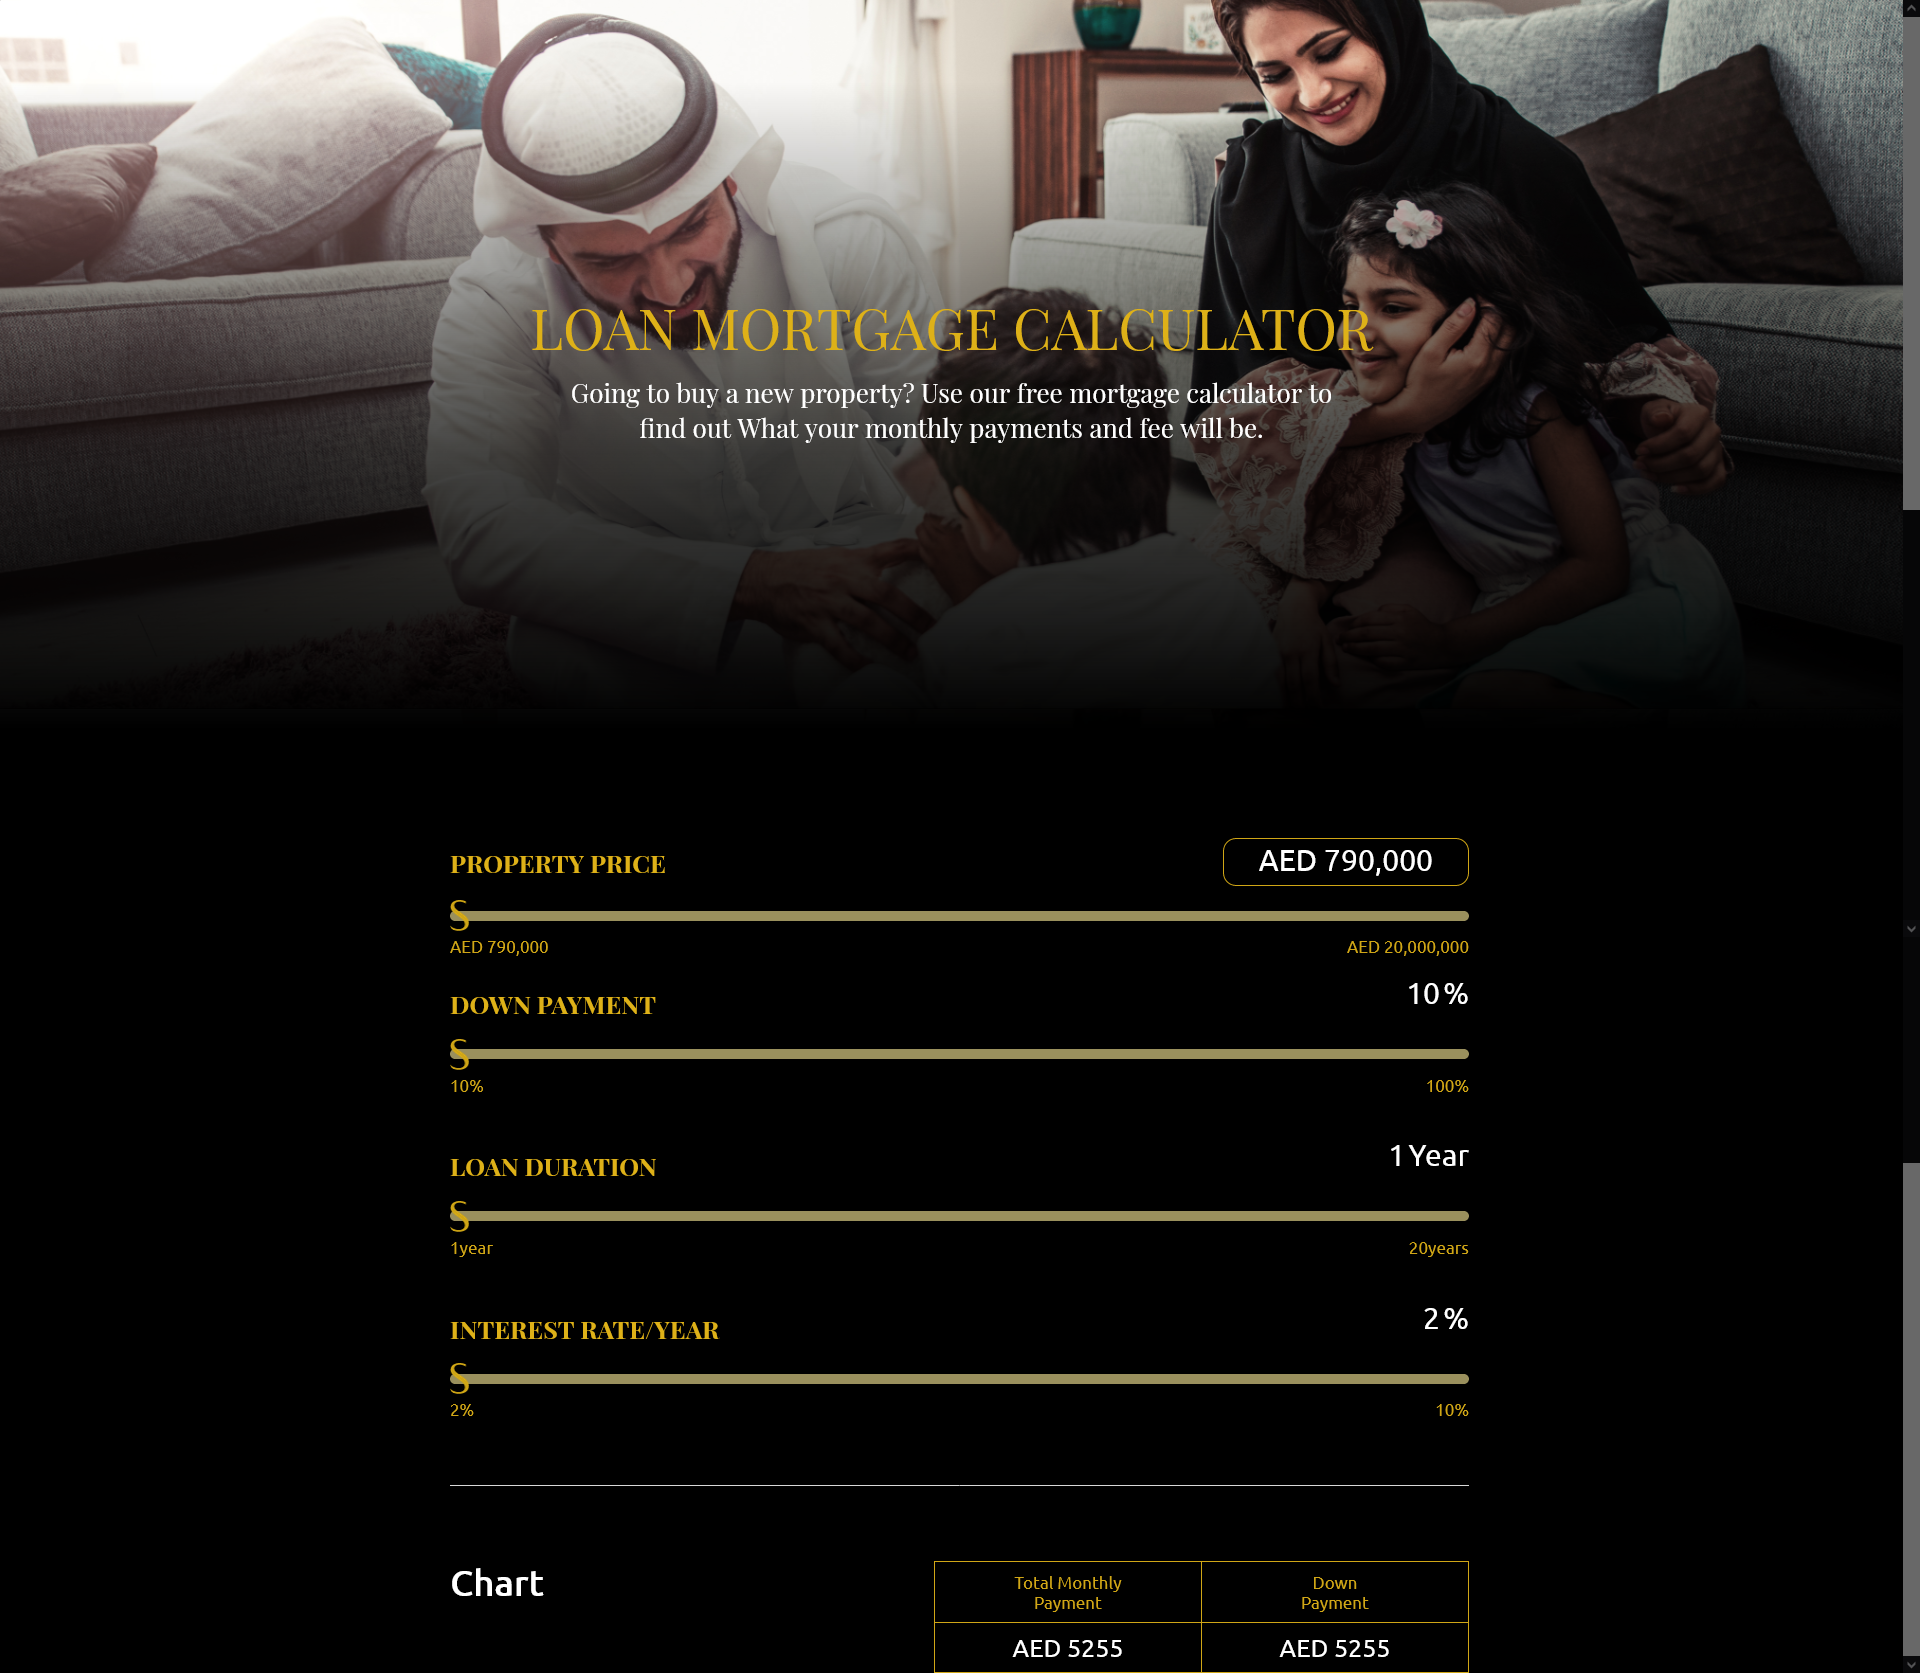 LOAN MORTGAGE CALCULATOR
Going to buy a new property? Use our free mortgage calculator to
find out What your monthly payments and fee will be.
PROPERTY PRICE
AED 790,000
S
AED 790,000
AED 20,000,000
DOWN PAYMENT
10 %
S
10%
100%
LOAN DURATION
1 Year
S
1year
20years
INTEREST RATE/YEAR
2 %
S
2%
10%
Chart
Total Monthly
Payment
Down
Payment
AED 5255
AED 5255